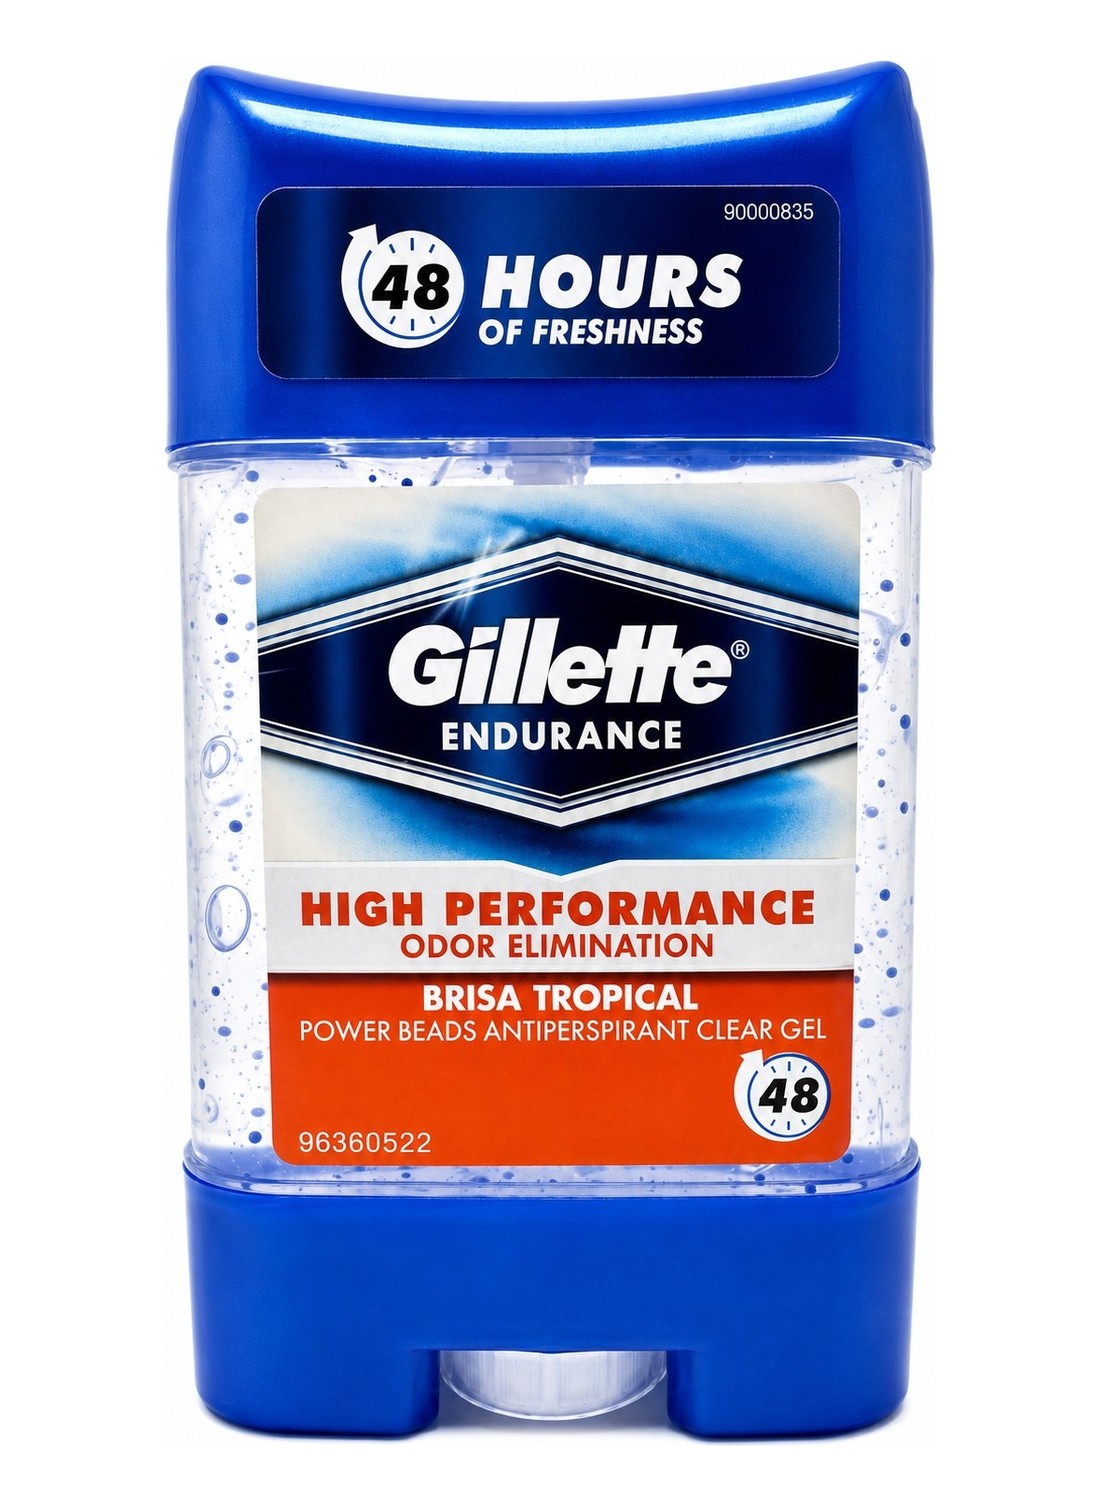 90000835
48 HOURS
OF FRESHNESS
Gillette®
ENDURANCE
HIGH PERFORMANCE
ODOR ELIMINATION
BRISA TROPICAL
POWER BEADS ANTIPERSPIRANT CLEAR GEL
48
96360522